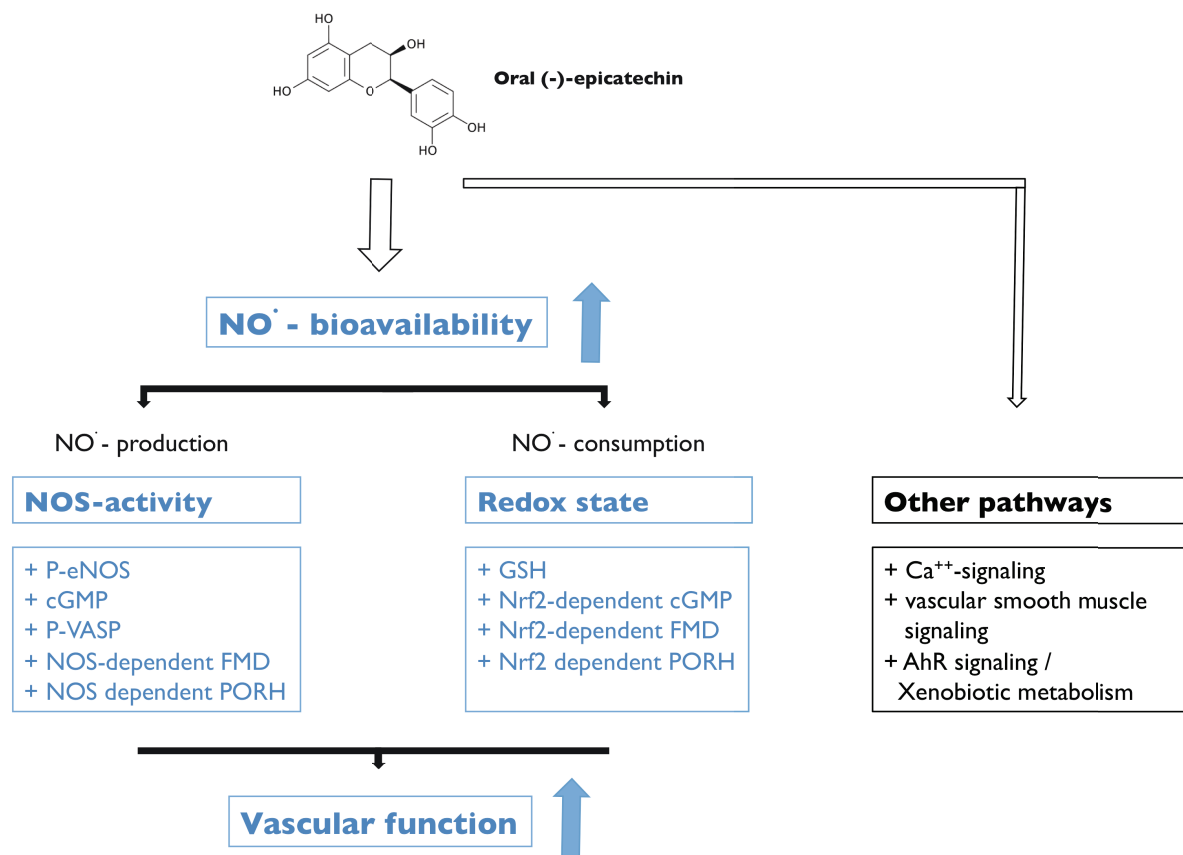 HO
OH
HO
O
OH
HO
Oral (-)-epicatechin
NO˙ - bioavailability
NO˙- production
NO˙- consumption
NOS-activity
Redox state
Other pathways
+ P-eNOS
+ cGMP
+ P-VASP
+ NOS-dependent FMD
+ NOS dependent PORH
+ GSH
+ Nrf2-dependent cGMP
+ Nrf2-dependent FMD
+ Nrf2 dependent PORH
+ Ca⁺⁺-signaling
+ vascular smooth muscle
signaling
+ AhR signaling /
Xenobiotic metabolism
Vascular function